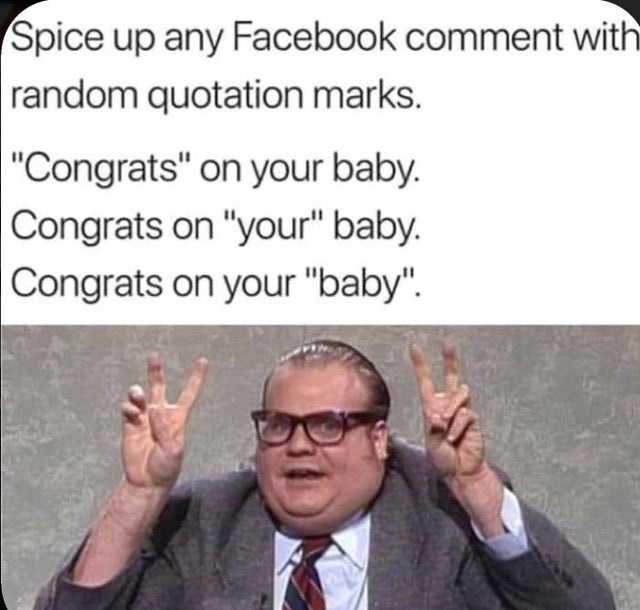 Spice up any Facebook comment with
random quotation marks.
"Congrats" on your baby.
Congrats on "your" baby.
Congrats on your "baby".